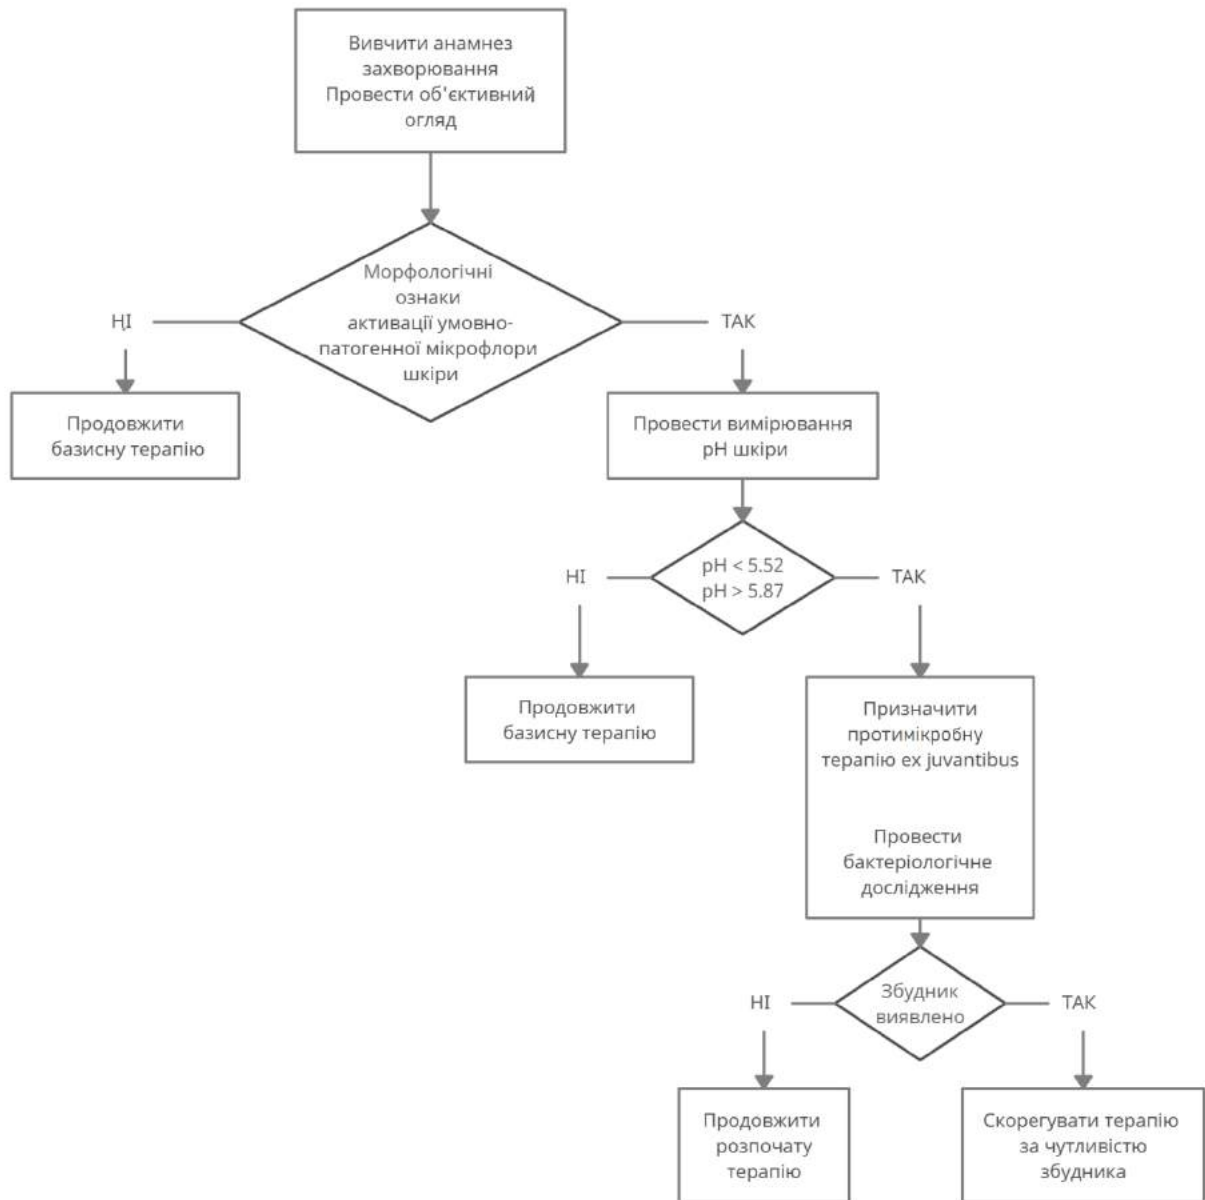 Вивчити анамнез
захворювання
Провести об'єктивний
огляд
Морфологічні
ознаки
активації умовно-
патогенної мікрофлори
шкіри
НІ
ТАК
Продовжити
базисну терапію
Провести вимірювання
pH шкіри
pH < 5.52
pH > 5.87
НІ
ТАК
Продовжити
базисну терапію
Призначити
протимікробну
терапію ex juvantibus
Провести
бактеріологічне
дослідження
Збудник
виявлено
НІ
ТАК
Продовжити
розпочату
терапію
Скорегувати терапію
за чутливістю
збудника